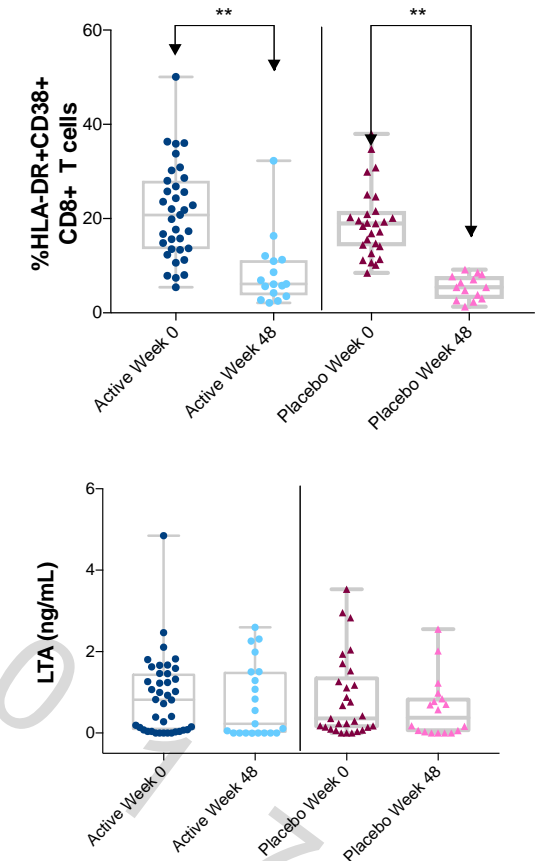 ** **
%HLA-DR+CD38+
CD8+ T cells
60
40
20
0
Active Week 0
Active Week 48
Placebo Week 0
Placebo Week 48
LTA (ng/mL)
6
4
2
0
Active Week 0
Active Week 48
Placebo Week 0
Placebo Week 48